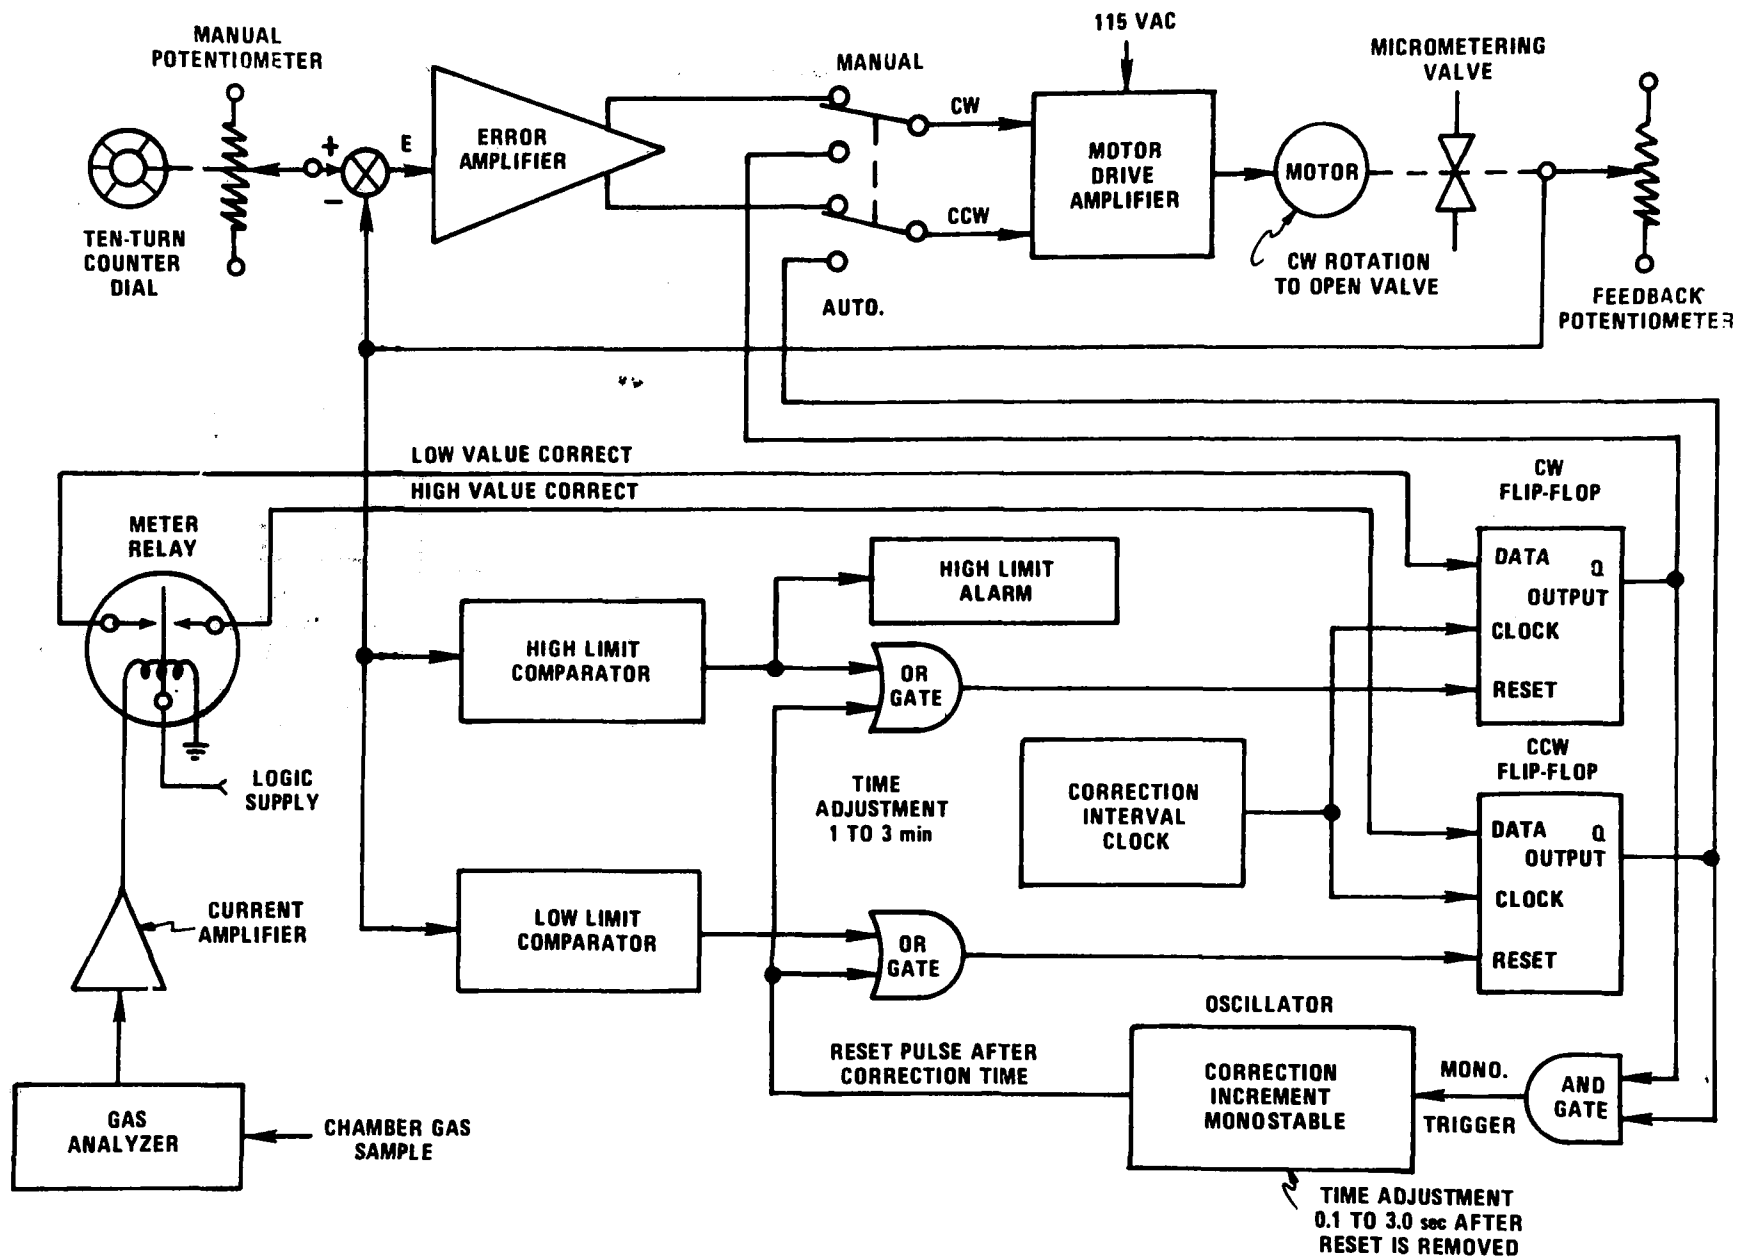 115 VAC
MANUAL
POTENTIOMETER
MANUAL
MICROMETERING
VALVE
+
E
−
ERROR
AMPLIFIER
CW
CCW
MOTOR
DRIVE
AMPLIFIER
MOTOR
TEN-TURN
COUNTER
DIAL
AUTO.
CW ROTATION
TO OPEN VALVE
FEEDBACK
POTENTIOMETER
LOW VALUE CORRECT
HIGH VALUE CORRECT
CW
FLIP-FLOP
METER
RELAY
DATA
Q
OUTPUT
CLOCK
RESET
HIGH LIMIT
ALARM
HIGH LIMIT
COMPARATOR
OR
GATE
LOGIC
SUPPLY
TIME
ADJUSTMENT
1 TO 3 min
CORRECTION
INTERVAL
CLOCK
CCW
FLIP-FLOP
DATA
Q
OUTPUT
CLOCK
RESET
CURRENT
AMPLIFIER
LOW LIMIT
COMPARATOR
OR
GATE
OSCILLATOR
RESET PULSE AFTER
CORRECTION TIME
CORRECTION
INCREMENT
MONOSTABLE
MONO.
TRIGGER
AND
GATE
GAS
ANALYZER
CHAMBER GAS
SAMPLE
TIME ADJUSTMENT
0.1 TO 3.0 sec AFTER
RESET IS REMOVED